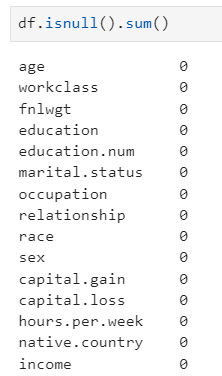 df.isnull().sum()
age 0
workclass 0
fnlwgt 0
education 0
education.num 0
marital.status 0
occupation 0
relationship 0
race 0
sex 0
capital.gain 0
capital.loss 0
hours.per.week 0
native.country 0
income 0